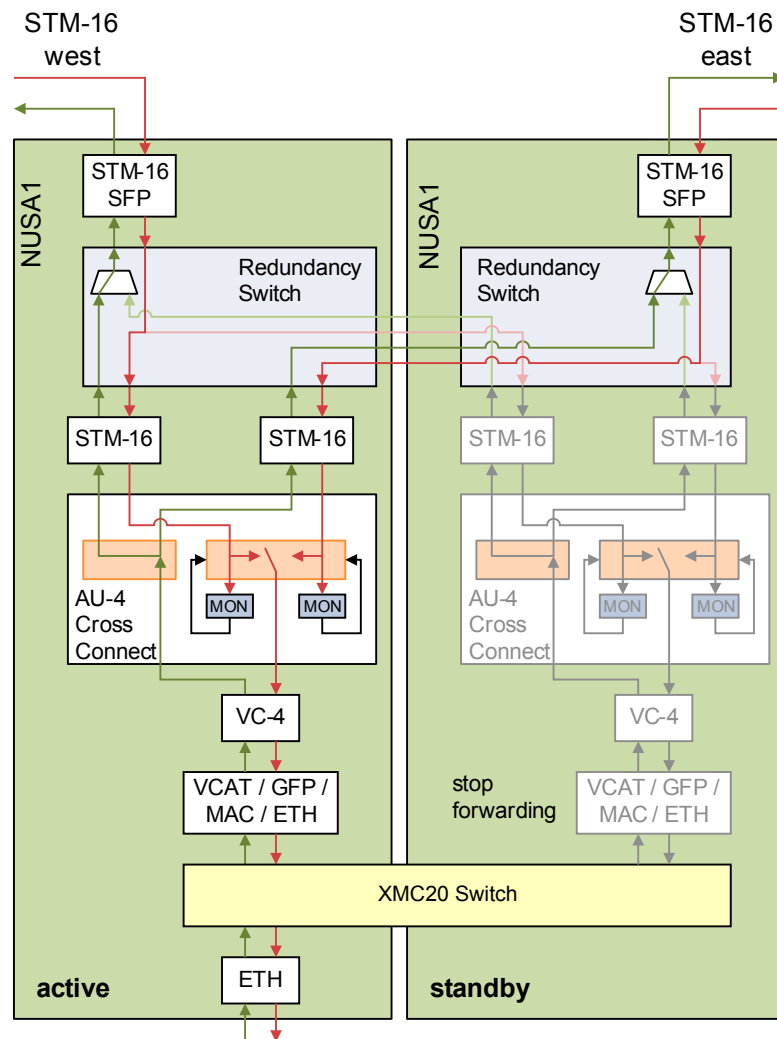 STM-16
west
STM-16
east
NUSA1
STM-16
SFP
NUSA1
STM-16
SFP
Redundancy
Switch
Redundancy
Switch
STM-16
STM-16
STM-16
STM-16
MON
MON
AU-4
Cross
Connect
MON
MON
AU-4
Cross
Connect
VC-4
VC-4
VCAT / GFP /
MAC / ETH
stop
forwarding
VCAT / GFP /
MAC / ETH
XMC20 Switch
ETH
active
standby